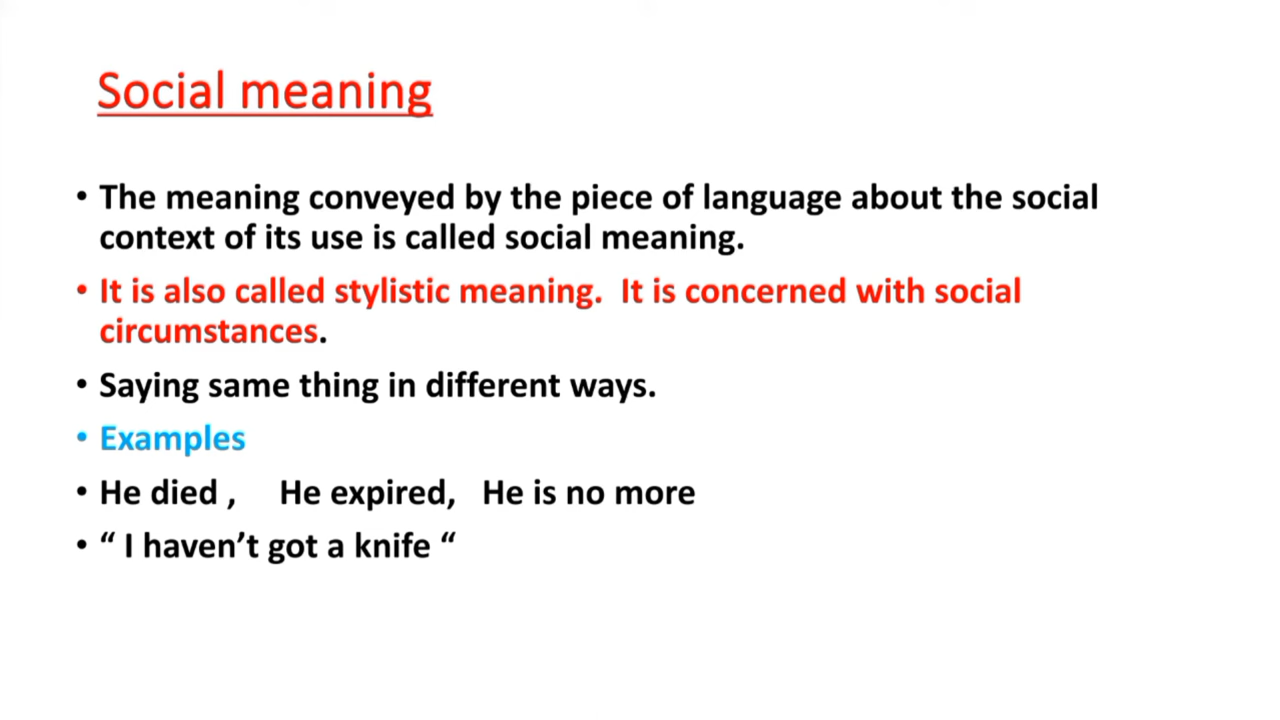 Social meaning
• The meaning conveyed by the piece of language about the social
context of its use is called social meaning.
• It is also called stylistic meaning.  It is concerned with social
circumstances.
• Saying same thing in different ways.
• Examples
• He died ,    He expired,   He is no more
• “ I haven’t got a knife “